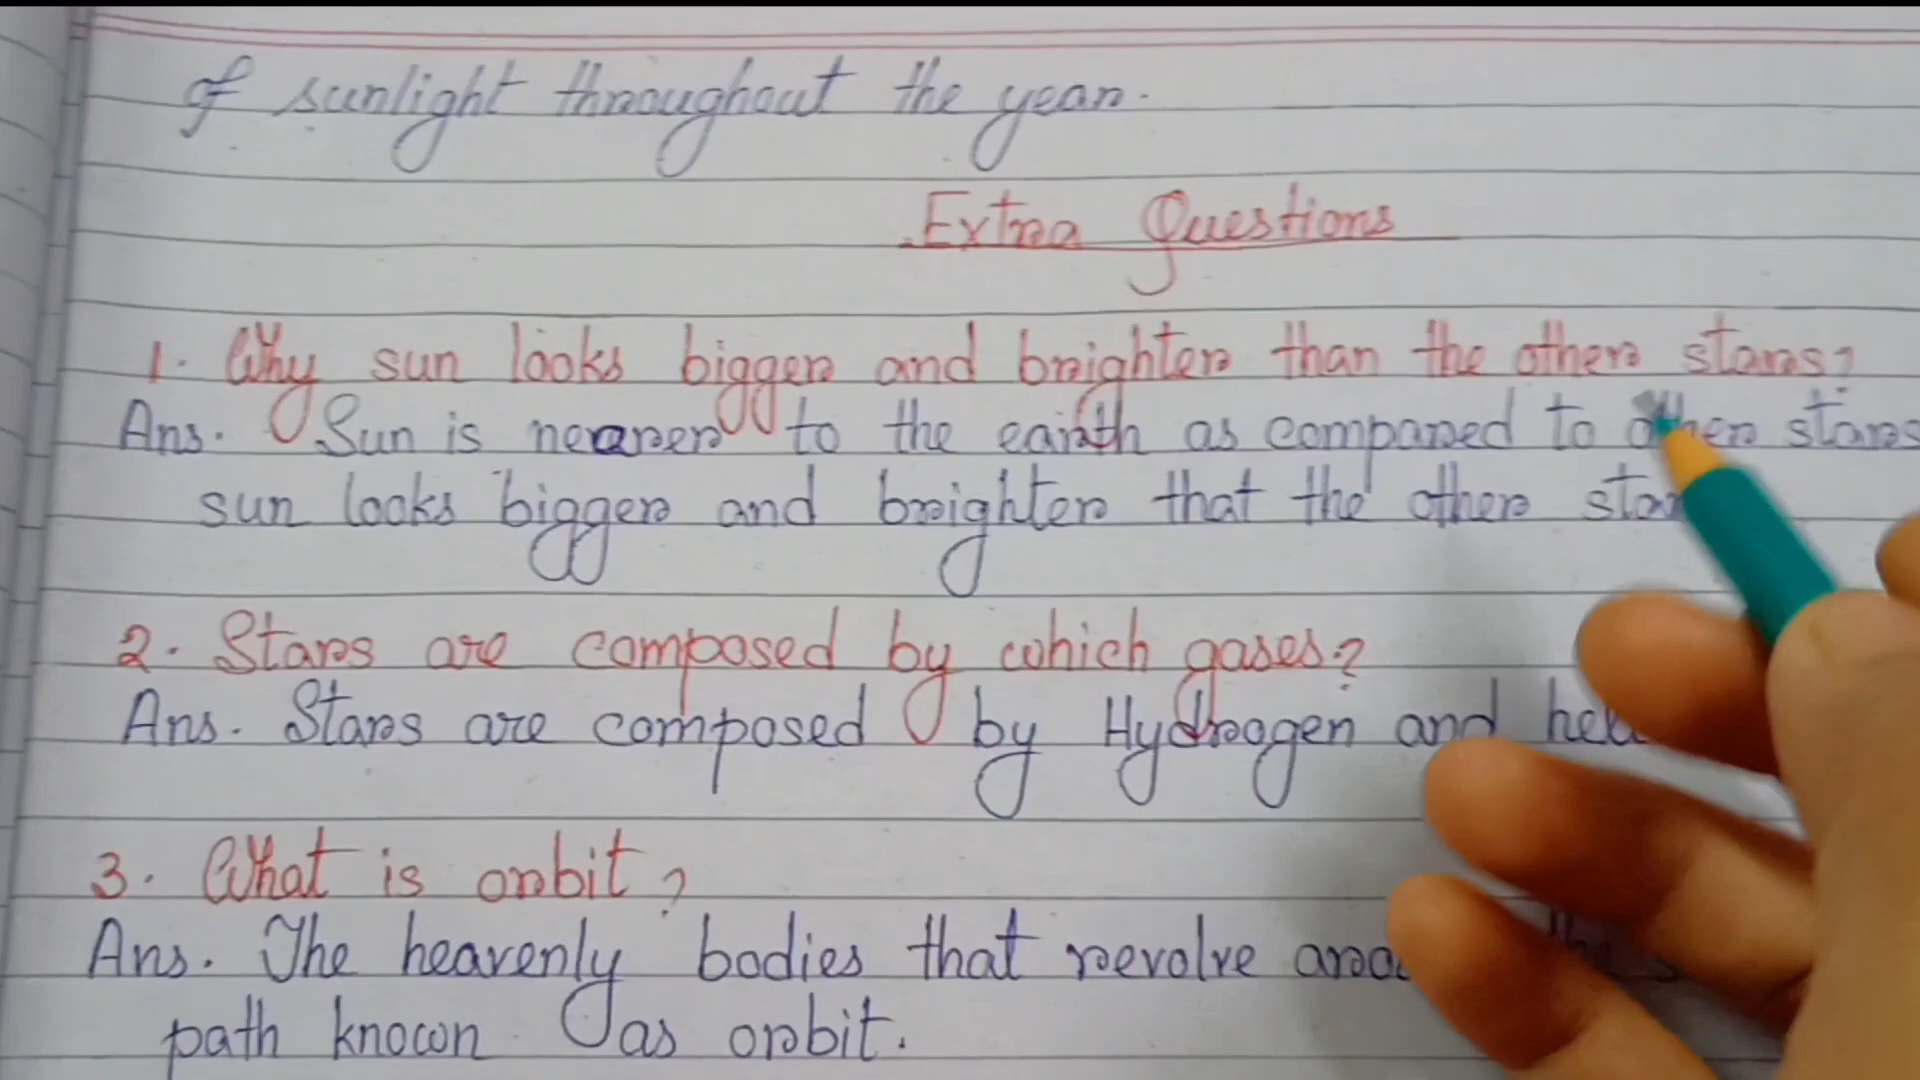 of sunlight throughout the year.
Extra Questions
1. Why sun looks bigger and brighter than the other stars?
Ans. Sun is nearer to the earth as compared to other stars
sun looks bigger and brighter that the other
2. Stars are composed by which gases?
Ans. Stars are composed by Hydrogen and
3. What is orbit?
Ans. The heavenly bodies that revolve
path known as orbit.